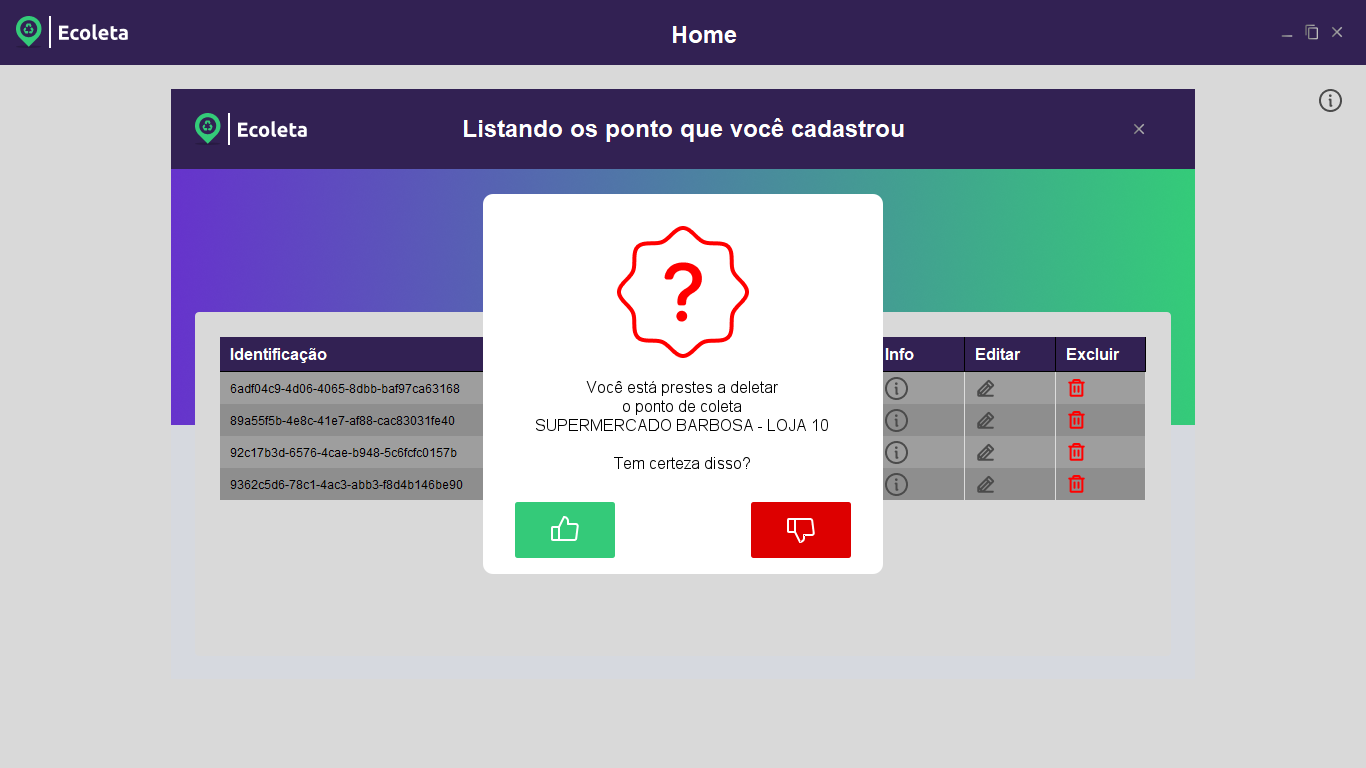 Ecoleta
Home
Ecoleta
Listando os ponto que você cadastrou
?
Você está prestes a deletar
o ponto de coleta
SUPERMERCADO BARBOSA - LOJA 10
Tem certeza disso?
Identificação Info Editar Excluir
6adf04c9-4d06-4065-8dbb-baf97ca63168
89a55f5b-4e8c-41e7-af88-cac83031fe40
92c17b3d-6576-4cae-b948-5c6fcfc0157b
9362c5d6-78c1-4ac3-abb3-f8d4b146be90